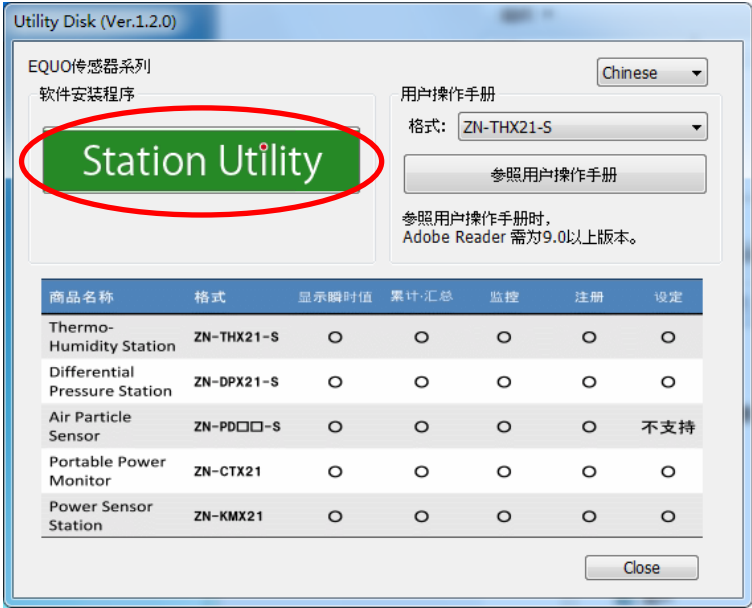 Utility Disk (Ver.1.2.0)
EQUO传感器系列
Chinese
软件安装程序
Station Utility
用户操作手册
格式: ZN-THX21-S
参照用户操作手册
参照用户操作手册时,
Adobe Reader 需为9.0以上版本。
商品名称 格式 显示瞬时值 累计·汇总 监控 注册 设定
Thermo-
Humidity Station ZN-THX21-S O O O O O
Differential
Pressure Station ZN-DPX21-S O O O O O
Air Particle
Sensor ZN-PD□□-S O O O O 不支持
Portable Power
Monitor ZN-CTX21 O O O O O
Power Sensor
Station ZN-KMX21 O O O O O
Close